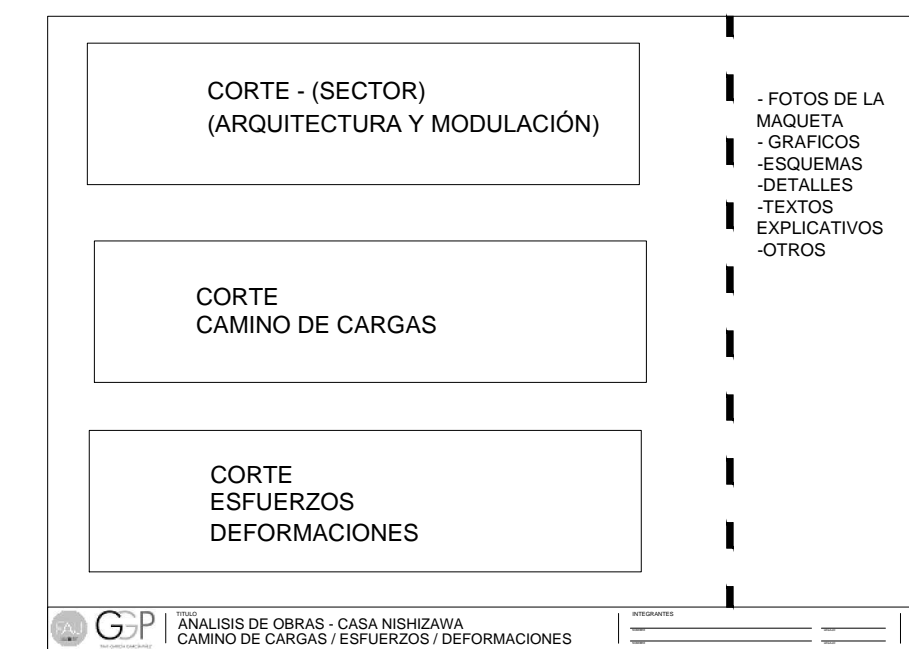 CORTE - (SECTOR)
(ARQUITECTURA Y MODULACIÓN)
CORTE
CAMINO DE CARGAS
CORTE
ESFUERZOS
DEFORMACIONES
- FOTOS DE LA
MAQUETA
- GRAFICOS
-ESQUEMAS
-DETALLES
-TEXTOS
EXPLICATIVOS
-OTROS
FAU
GGP
TITULO
ANALISIS DE OBRAS - CASA NISHIZAWA
CAMINO DE CARGAS / ESFUERZOS / DEFORMACIONES
INTEGRANTES